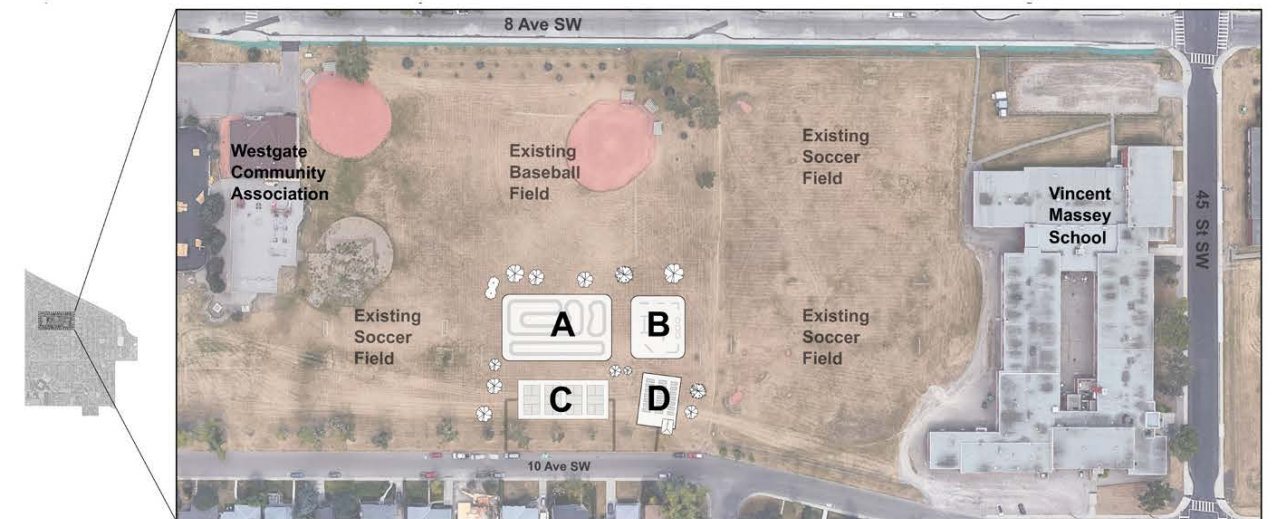 8 Ave SW
Westgate
Community
Association
Existing
Baseball
Field
Existing
Soccer
Field
Vincent
Massey
School
45 St SW
Existing
Soccer
Field
A
B
Existing
Soccer
Field
C
D
10 Ave SW